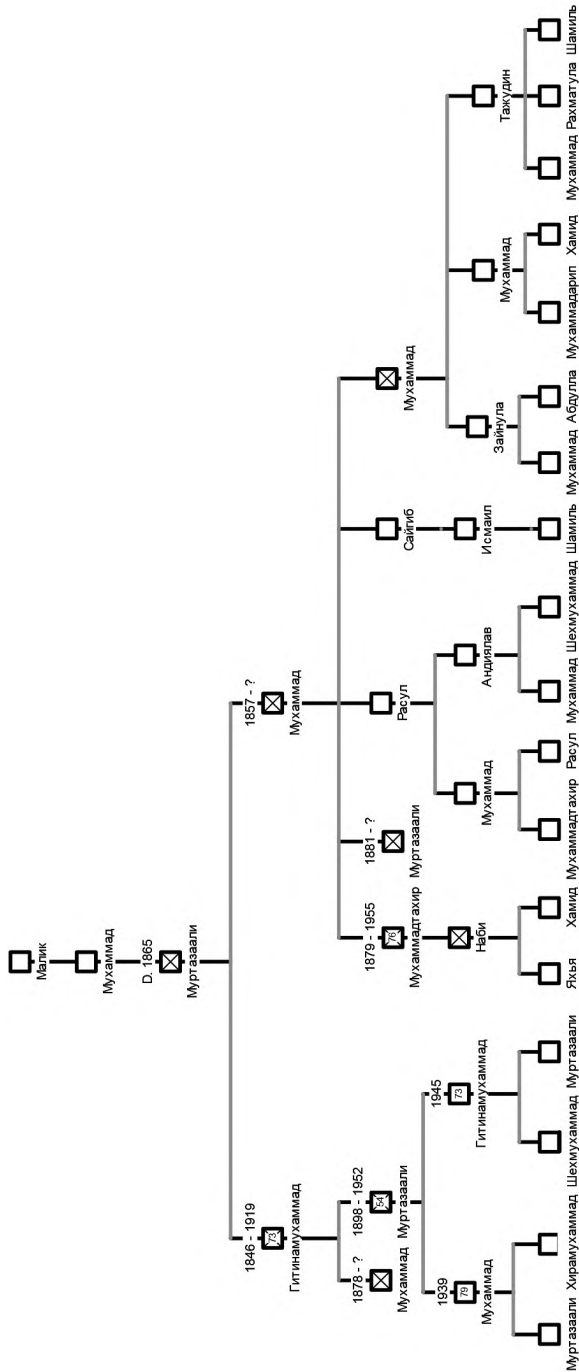 Малик
Мухаммад
D. 1865
Муртазаали
1846 - 1919
73
Гитинамухаммад
1857 - ?
Мухаммад
1878 - ?
Мухаммад
1898 - 1952
54
Муртазаали
1879 - 1955
76
Мухаммадтахир
1881 - ?
Муртазаали
Расул
Сайгиб
Мухаммад
1939
79
Мухаммад
1945
73
Гитинамухаммад
Наби
Мухаммад
Андиялав
Исмаил
Зайнула
Мухаммад
Тажудин
Муртазаали Хирамухаммад Шехмухаммад Муртазаали Яхья Хамид Мухаммадтахир Расул Мухаммад Шехмухаммад Шамиль Мухаммад Абдулла Мухаммадарип Хамид Мухаммад Рахматула Шамиль